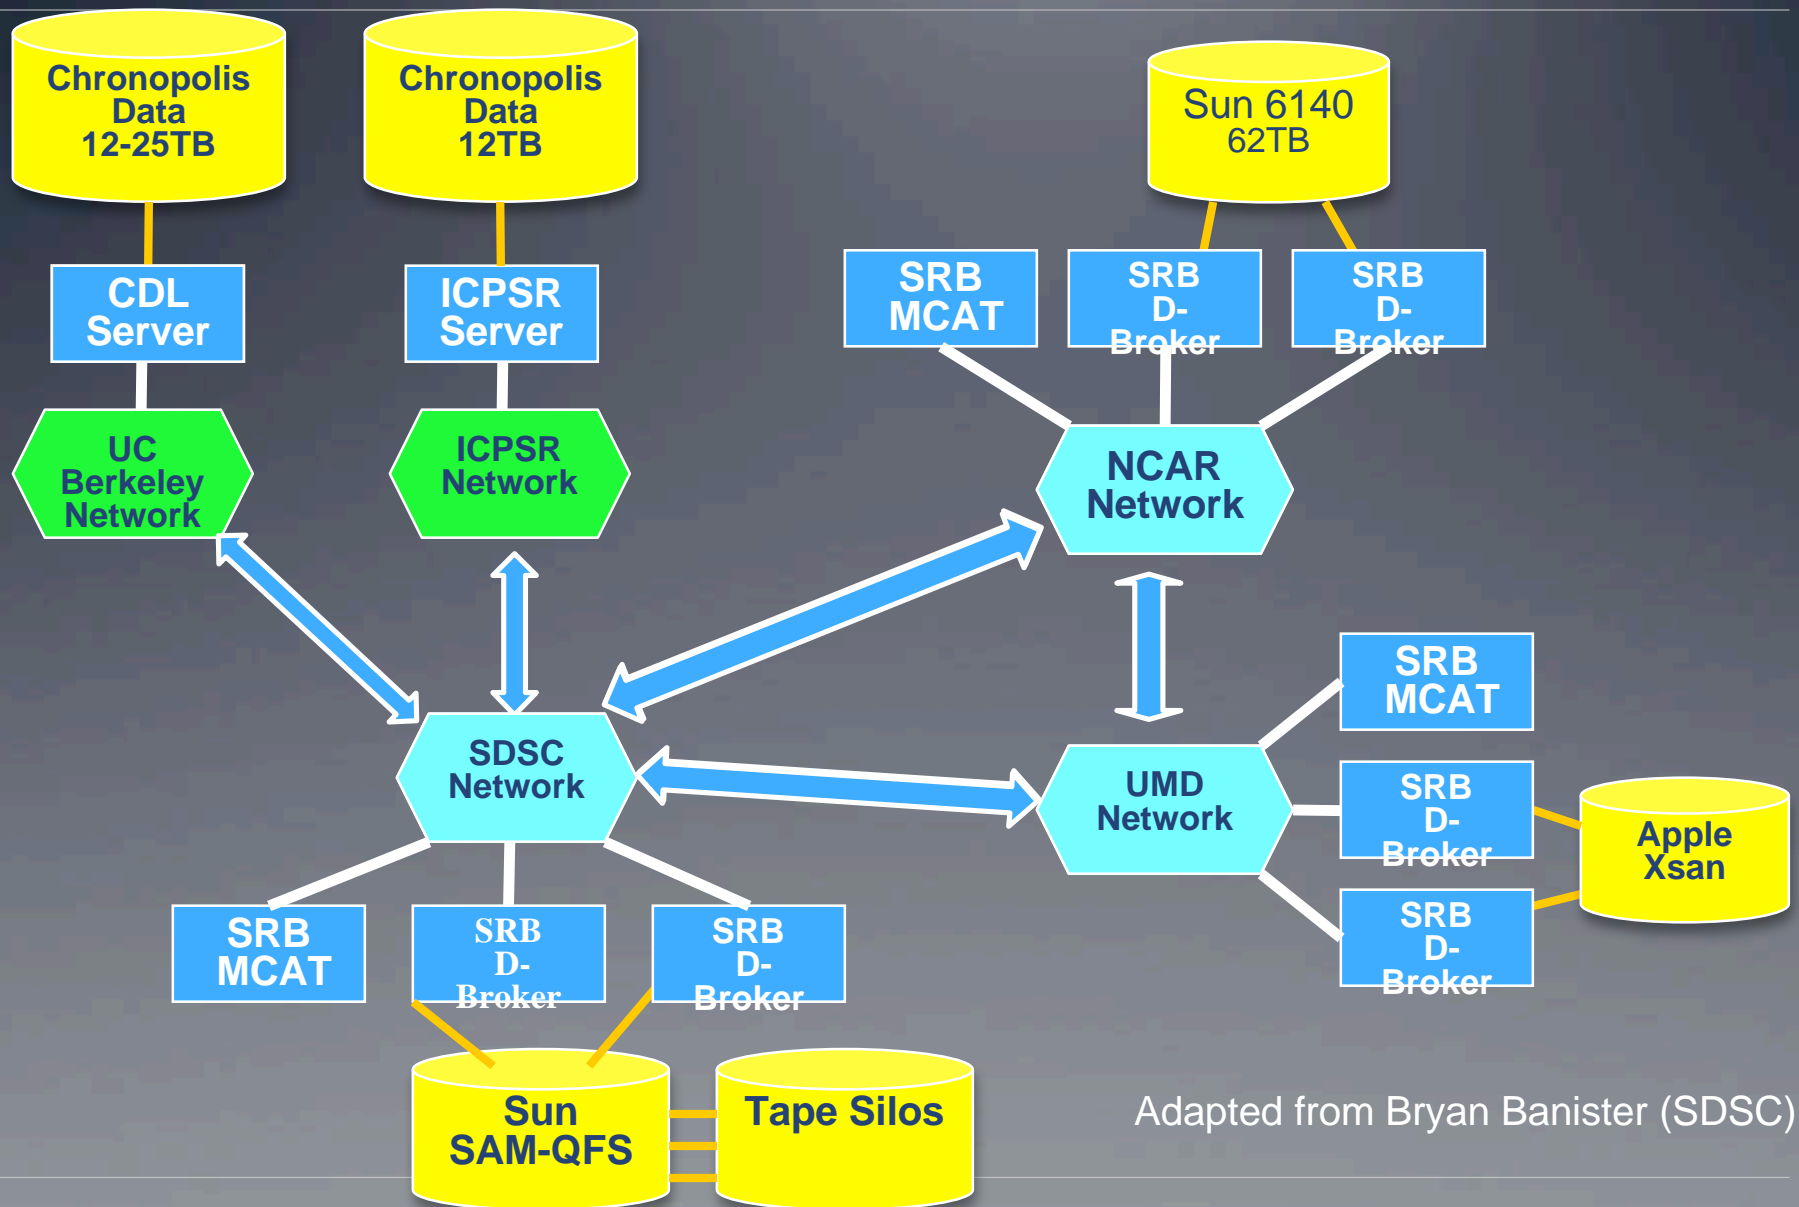 Chronopolis
Data
12-25TB
Chronopolis
Data
12TB
Sun 6140
62TB
CDL
Server
ICPSR
Server
SRB
MCAT
SRB
D-
Broker
SRB
D-
Broker
UC
Berkeley
Network
ICPSR
Network
NCAR
Network
SDSC
Network
UMD
Network
SRB
MCAT
SRB
D-
Broker
SRB
D-
Broker
Apple
Xsan
SRB
MCAT
SRB
D-
Broker
SRB
D-
Broker
Sun
SAM-QFS
Tape Silos
Adapted from Bryan Banister (SDSC)